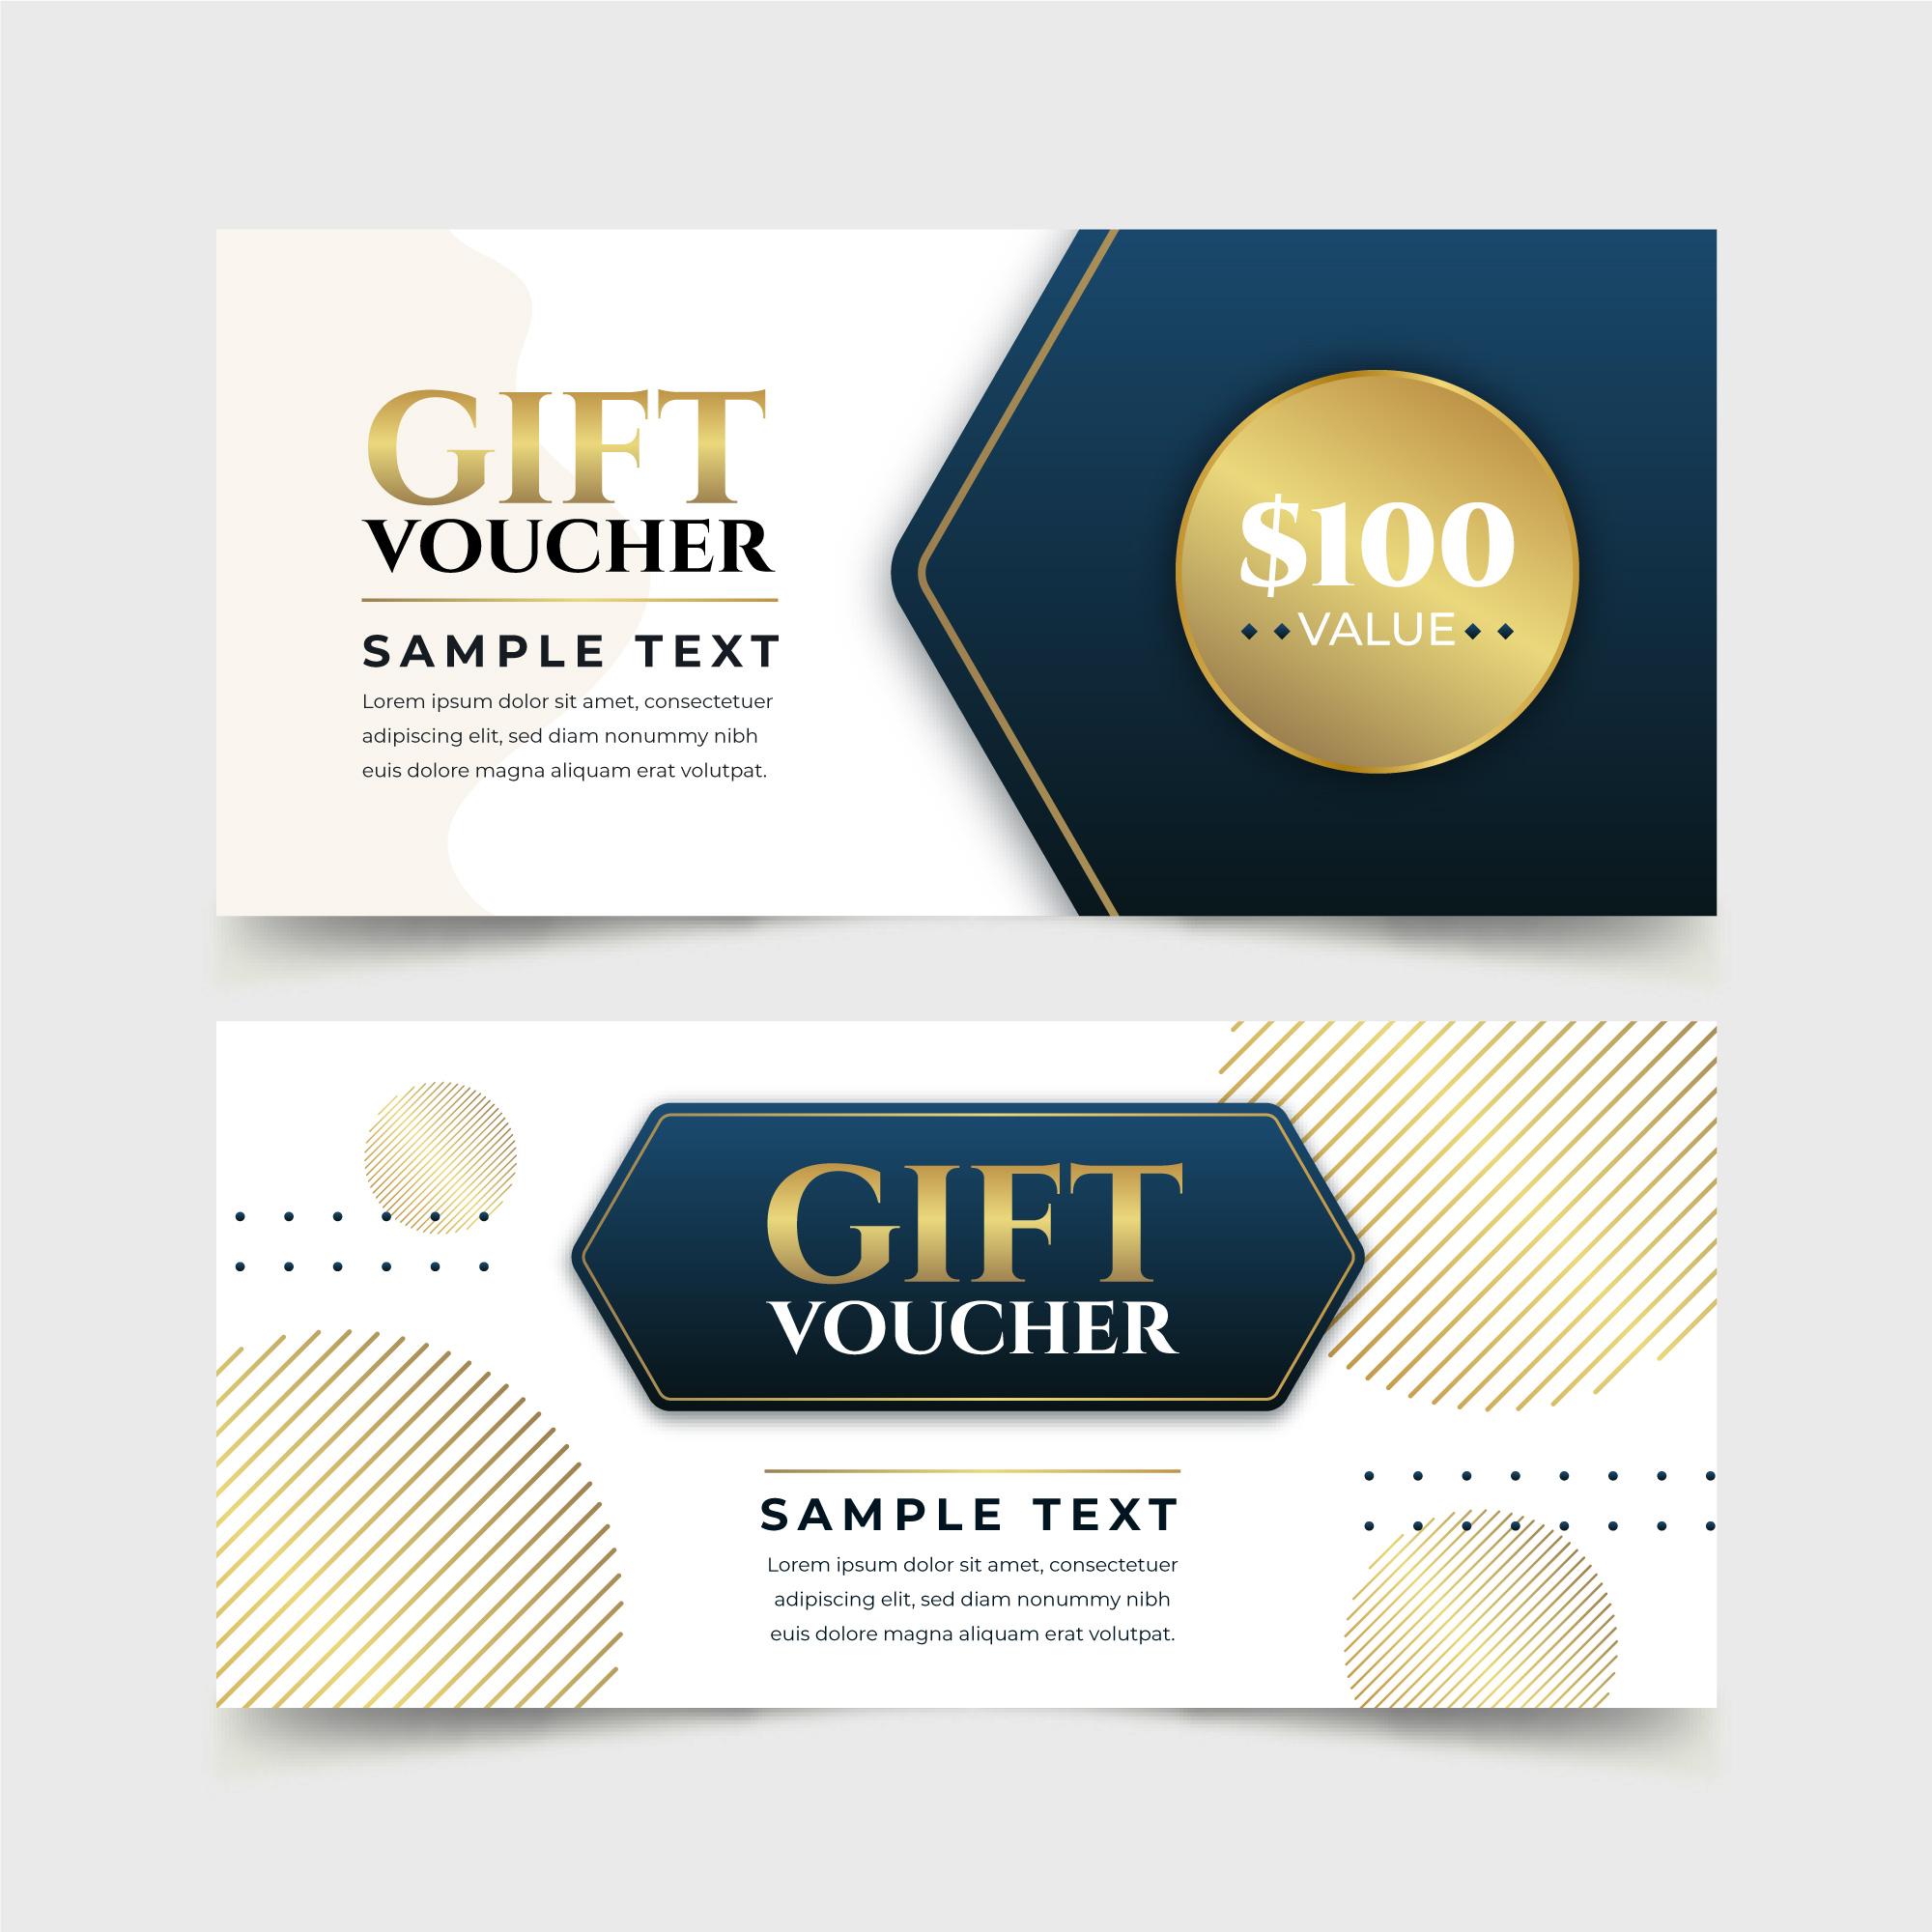 GIFT
VOUCHER
SAMPLE TEXT
Lorem ipsum dolor sit amet, consectetuer
adipiscing elit, sed diam nonummy nibh
euis dolore magna aliquam erat volutpat.
$100
VALUE
GIFT
VOUCHER
SAMPLE TEXT
Lorem ipsum dolor sit amet, consectetuer
adipiscing elit, sed diam nonummy nibh
euis dolore magna aliquam erat volutpat.